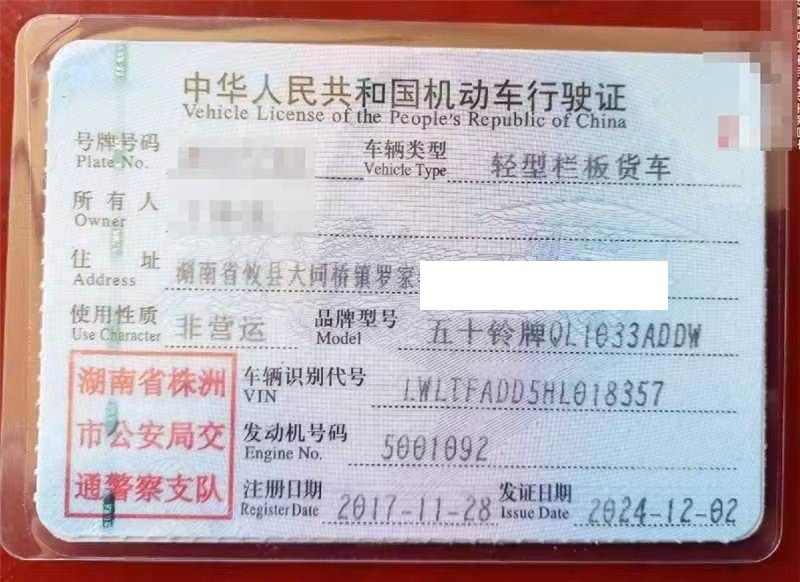 中华人民共和国机动车行驶证
Vehicle License of the People's Republic of China
号牌号码
Plate No.
车辆类型 轻型栏板货车
Vehicle Type
所有人
Owner
住址 湖南省攸县大同桥镇罗家
Address
使用性质 非营运
Use Character
品牌型号 五十铃牌QL1033ADDW
Model
湖南省株洲
市公安局交
通警察支队
车辆识别代号 LWLTFADD5HL018357
VIN
发动机号码 5001092
Engine No.
注册日期 2017-11-28
Register Date
发证日期 2024-12-02
Issue Date